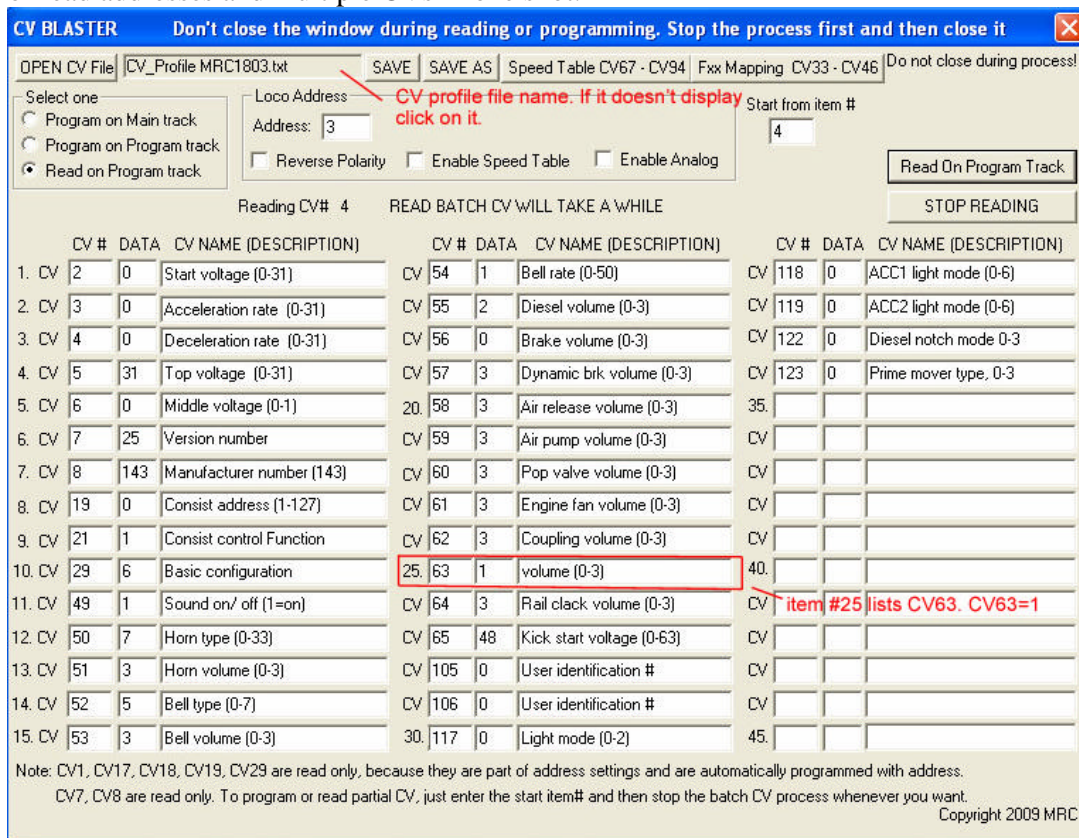 CV BLASTER Don't close the window during reading or programming. Stop the process first and then close it
OPEN CV File CV_Profile MRC1803.txt SAVE SAVE AS Speed Table CV67 - CV94 Fxx Mapping CV33 - CV46 Do not close during process!
Select one
Program on Main track
Program on Program track
Read on Program track
Loco Address
Address: 3
Reverse Polarity Enable Speed Table Enable Analog
CV profile file name. If it doesn't display
click on it.
Start from item #
4
Read On Program Track
Reading CV# 4 READ BATCH CV WILL TAKE A WHILE STOP READING
CV # DATA CV NAME (DESCRIPTION) CV # DATA CV NAME (DESCRIPTION) CV # DATA CV NAME (DESCRIPTION)
1. CV 2 0 Start voltage (0-31) CV 54 1 Bell rate (0-50) CV 118 0 ACC1 light mode (0-6)
2. CV 3 0 Acceleration rate (0-31) CV 55 2 Diesel volume (0-3) CV 119 0 ACC2 light mode (0-6)
3. CV 4 0 Deceleration rate (0-31) CV 56 0 Brake volume (0-3) CV 122 0 Diesel notch mode 0-3
4. CV 5 31 Top voltage (0-31) CV 57 3 Dynamic brk volume (0-3) CV 123 0 Prime mover type, 0-3
5. CV 6 0 Middle voltage (0-1) 20. 58 3 Air release volume (0-3) 35.
6. CV 7 25 Version number CV 59 3 Air pump volume (0-3) CV
7. CV 8 143 Manufacturer number (143) CV 60 3 Pop valve volume (0-3) CV
8. CV 19 0 Consist address (1-127) CV 61 3 Engine fan volume (0-3) CV
9. CV 21 1 Consist control Function CV 62 3 Coupling volume (0-3) CV
10. CV 29 6 Basic configuration 25. 63 1 volume (0-3) 40.
11. CV 49 1 Sound on/ off (1=on) CV 64 3 Rail clack volume (0-3) CV item #25 lists CV63. CV63=1
12. CV 50 7 Horn type (0-33) CV 65 48 Kick start voltage (0-63) CV
13. CV 51 3 Horn volume (0-3) CV 105 0 User identification # CV
14. CV 52 5 Bell type (0-7) CV 106 0 User identification # CV
15. CV 53 3 Bell volume (0-3) 30. 117 0 Light mode (0-2) 45.
Note: CV1, CV17, CV18, CV19, CV29 are read only, because they are part of address settings and are automatically programmed with address.
CV7, CV8 are read only. To program or read partial CV, just enter the start item# and then stop the batch CV process whenever you want.
Copyright 2009 MRC